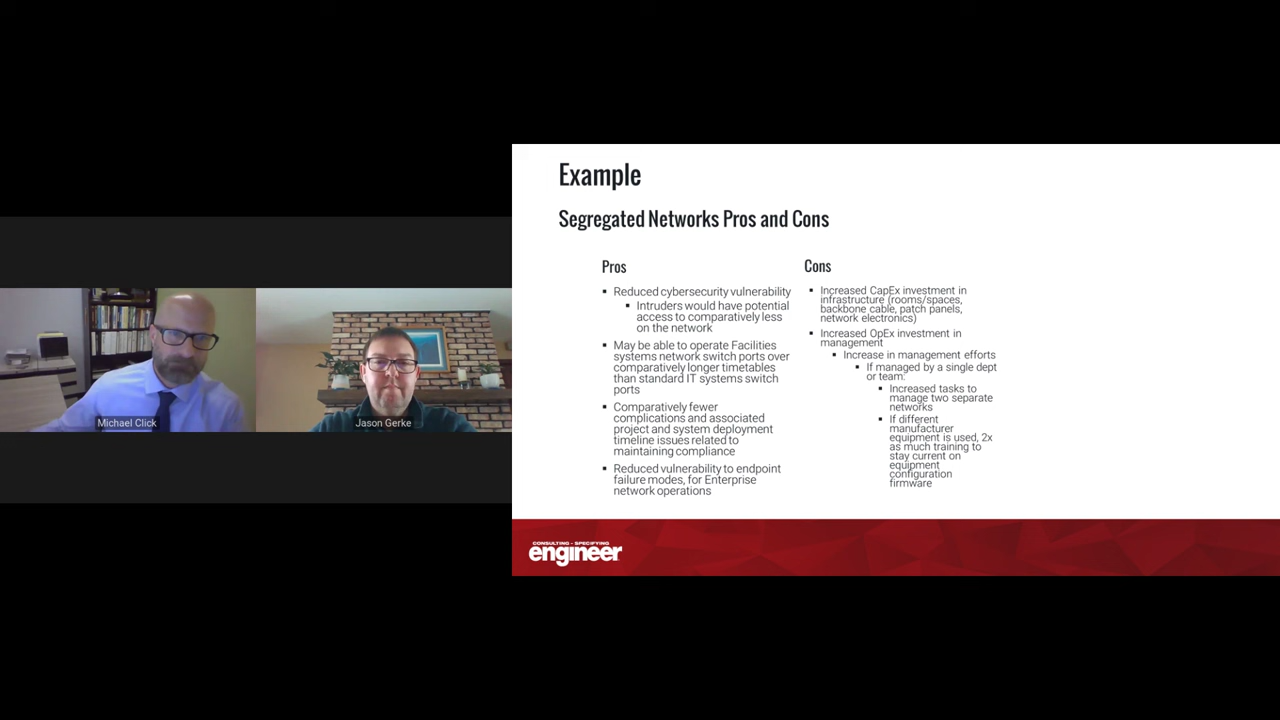 Example
Segregated Networks Pros and Cons
Pros
▪ Reduced cybersecurity vulnerability
▪ Intruders would have potential
access to comparatively less
on the network
▪ May be able to operate Facilities
systems network switch ports over
comparatively longer timetables
than standard IT systems switch
ports
▪ Comparatively fewer
complications and associated
project and system deployment
timeline issues related to
maintaining compliance
▪ Reduced vulnerability to endpoint
failure modes, for Enterprise
network operations
Cons
▪ Increased CapEx investment in
infrastructure (rooms/spaces,
backbone cable, patch panels,
network electronics)
▪ Increased OpEx investment in
management
▪ Increase in management efforts
▪ If managed by a single dept
or team:
▪ Increased tasks to
manage two separate
networks
▪ If different
manufacturer
equipment is used, 2x
as much training to
stay current on
equipment
configuration
firmware
Michael Click
Jason Gerke
CONSULTING - SPECIFYING
engineer